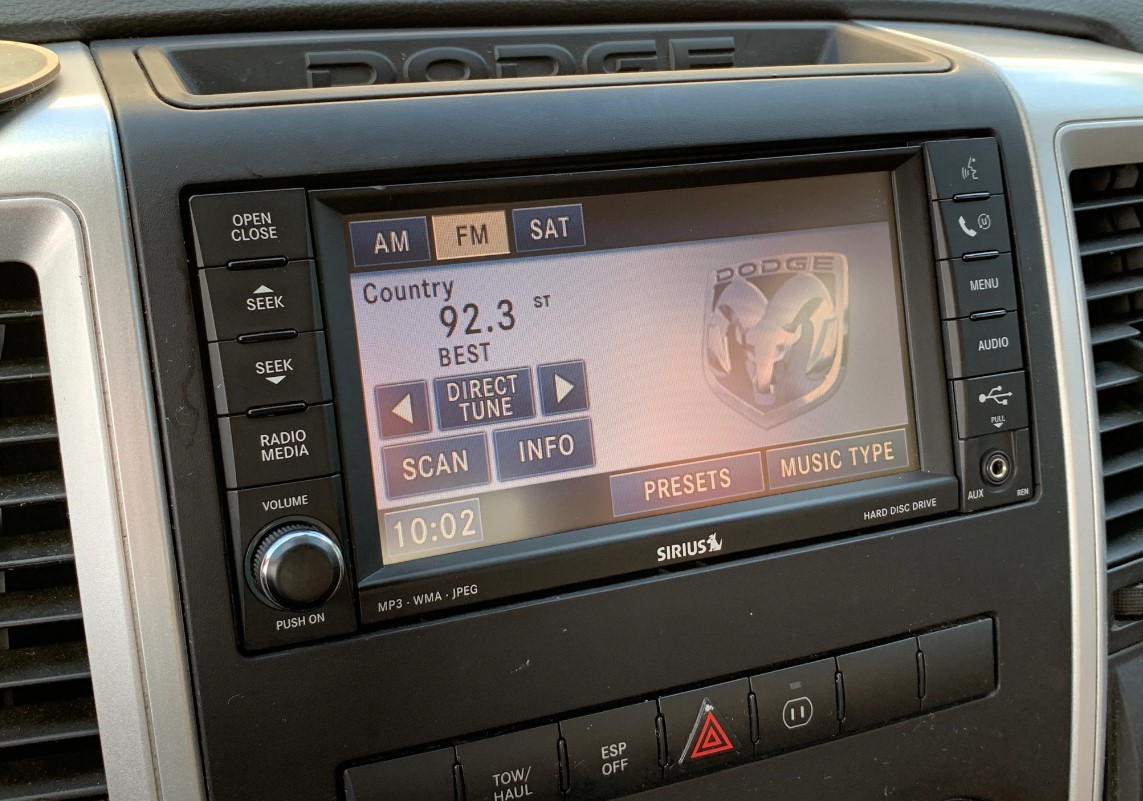 DODGE
OPEN
CLOSE
SEEK
SEEK
RADIO
MEDIA
VOLUME
PUSH ON
AM
FM
SAT
Country
92.3 ST
BEST
DIRECT
TUNE
SCAN
INFO
DODGE
PRESETS
MUSIC TYPE
10:02
MENU
AUDIO
PULL
AUX
REN
MP3 · WMA · JPEG
SIRIUS
HARD DISC DRIVE
TOW/
HAUL
ESP
OFF